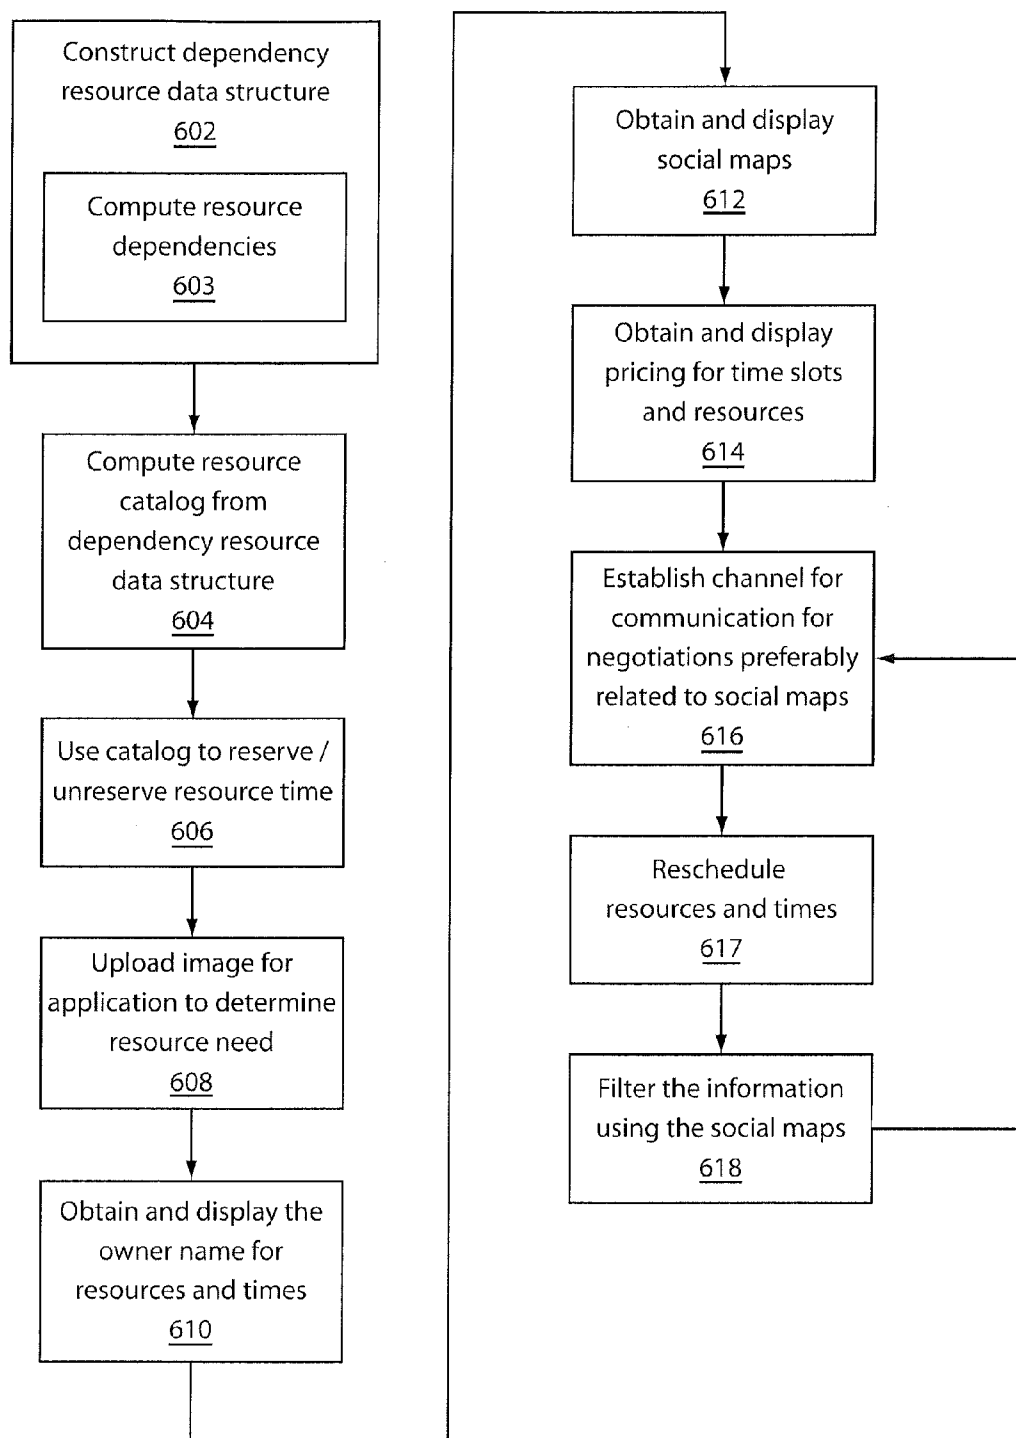 Construct dependency
resource data structure
602
Compute resource
dependencies
603
Compute resource
catalog from
dependency resource
data structure
604
Use catalog to reserve /
unreserve resource time
606
Upload image for
application to determine
resource need
608
Obtain and display the
owner name for
resources and times
610
Obtain and display
social maps
612
Obtain and display
pricing for time slots
and resources
614
Establish channel for
communication for
negotiations preferably
related to social maps
616
Reschedule
resources and times
617
Filter the information
using the social maps
618